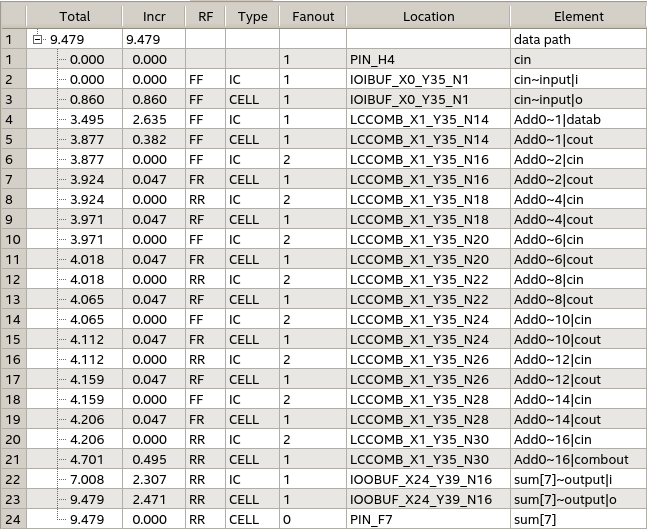 Total Incr RF Type Fanout Location Element
1 9.479 9.479 data path
1 0.000 0.000 1 PIN_H4 cin
2 0.000 0.000 FF IC 1 IOIBUF_X0_Y35_N1 cin~input|i
3 0.860 0.860 FF CELL 1 IOIBUF_X0_Y35_N1 cin~input|o
4 3.495 2.635 FF IC 1 LCCOMB_X1_Y35_N14 Add0~1|datab
5 3.877 0.382 FF CELL 1 LCCOMB_X1_Y35_N14 Add0~1|cout
6 3.877 0.000 FF IC 2 LCCOMB_X1_Y35_N16 Add0~2|cin
7 3.924 0.047 FR CELL 1 LCCOMB_X1_Y35_N16 Add0~2|cout
8 3.924 0.000 RR IC 2 LCCOMB_X1_Y35_N18 Add0~4|cin
9 3.971 0.047 RF CELL 1 LCCOMB_X1_Y35_N18 Add0~4|cout
10 3.971 0.000 FF IC 2 LCCOMB_X1_Y35_N20 Add0~6|cin
11 4.018 0.047 FR CELL 1 LCCOMB_X1_Y35_N20 Add0~6|cout
12 4.018 0.000 RR IC 2 LCCOMB_X1_Y35_N22 Add0~8|cin
13 4.065 0.047 RF CELL 1 LCCOMB_X1_Y35_N22 Add0~8|cout
14 4.065 0.000 FF IC 2 LCCOMB_X1_Y35_N24 Add0~10|cin
15 4.112 0.047 FR CELL 1 LCCOMB_X1_Y35_N24 Add0~10|cout
16 4.112 0.000 RR IC 2 LCCOMB_X1_Y35_N26 Add0~12|cin
17 4.159 0.047 RF CELL 1 LCCOMB_X1_Y35_N26 Add0~12|cout
18 4.159 0.000 FF IC 2 LCCOMB_X1_Y35_N28 Add0~14|cin
19 4.206 0.047 FR CELL 1 LCCOMB_X1_Y35_N28 Add0~14|cout
20 4.206 0.000 RR IC 2 LCCOMB_X1_Y35_N30 Add0~16|cin
21 4.701 0.495 RR CELL 1 LCCOMB_X1_Y35_N30 Add0~16|combout
22 7.008 2.307 RR IC 1 IOOBUF_X24_Y39_N16 sum[7]~output|i
23 9.479 2.471 RR CELL 1 IOOBUF_X24_Y39_N16 sum[7]~output|o
24 9.479 0.000 RR CELL 0 PIN_F7 sum[7]